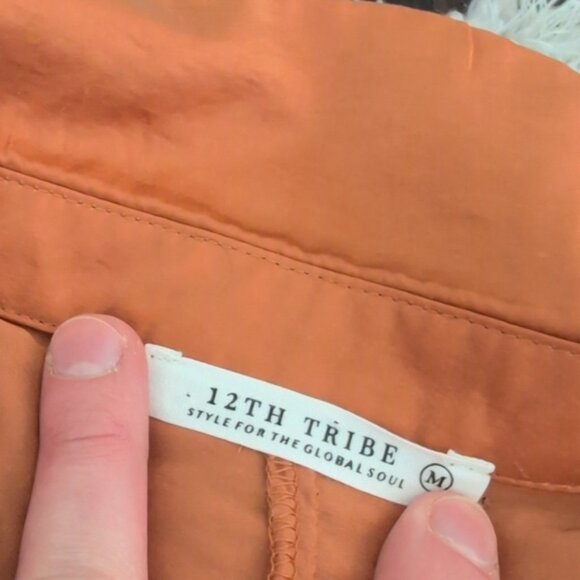 12TH TRIBE
STYLE FOR THE GLOBAL SOUL
M